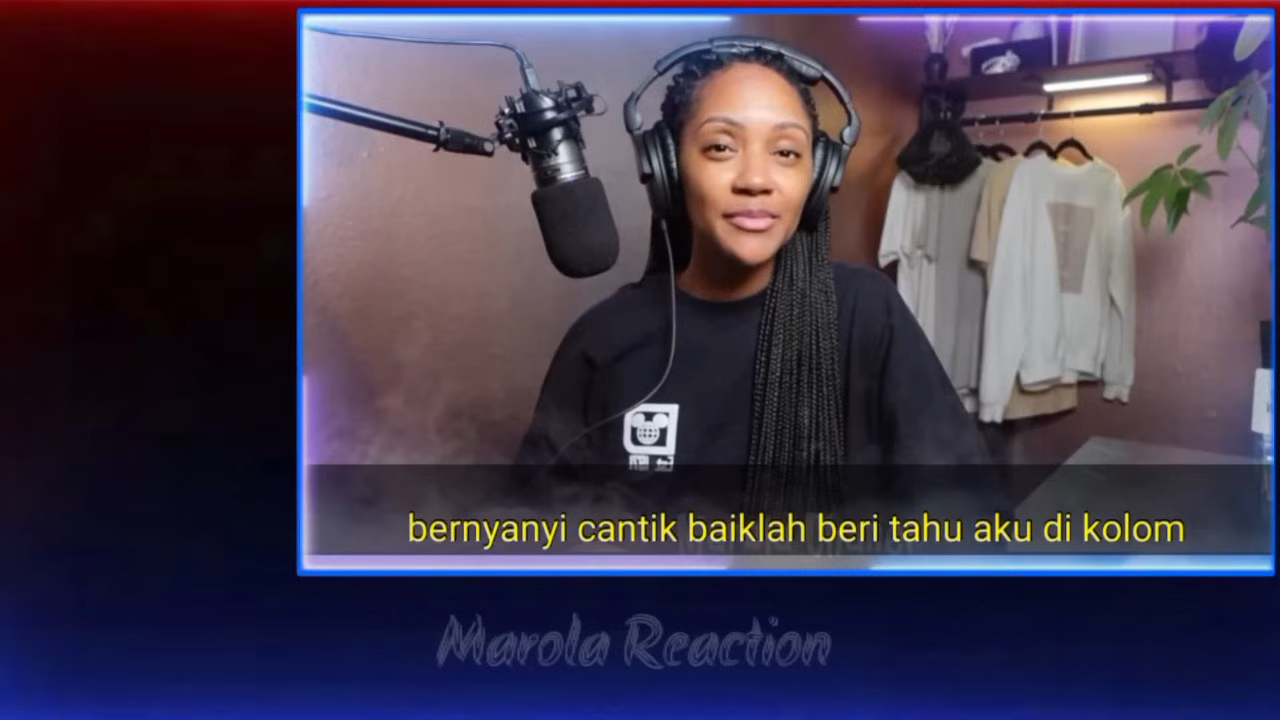 bernyanyi cantik baiklah beri tahu aku di kolom
Marola Reaction